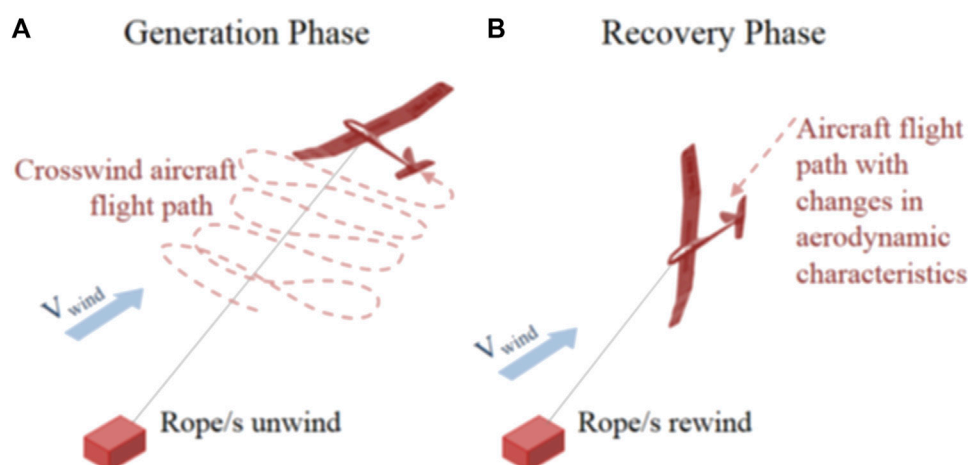 A
Generation Phase
Crosswind aircraft
flight path
V wind
Rope/s unwind
B
Recovery Phase
Aircraft flight
path with
changes in
aerodynamic
characteristics
V wind
Rope/s rewind